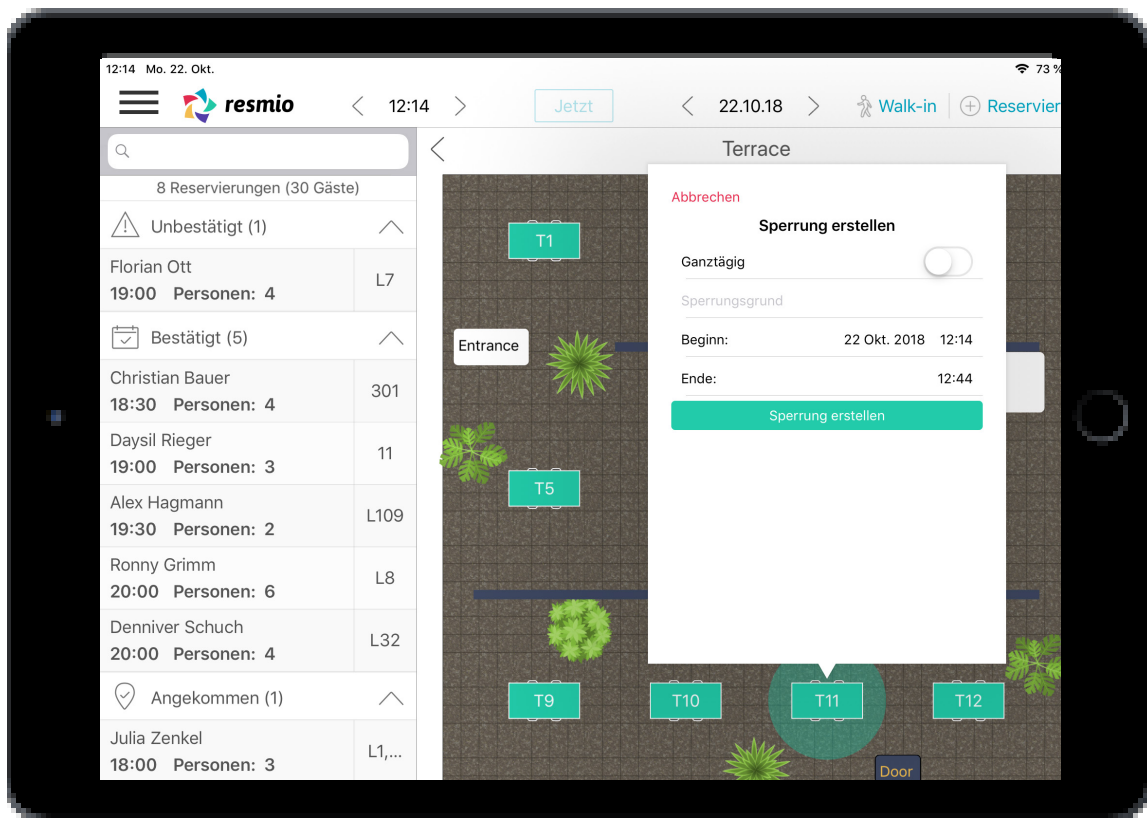 12:14 Mo. 22. Okt.
73 %
resmio
12:14
Jetzt
22.10.18
Walk-in
Reservier
Terrace
8 Reservierungen (30 Gäste)
Unbestätigt (1)
Florian Ott
19:00 Personen: 4
L7
Bestätigt (5)
Christian Bauer
18:30 Personen: 4
301
Daysil Rieger
19:00 Personen: 3
11
Alex Hagmann
19:30 Personen: 2
L109
Ronny Grimm
20:00 Personen: 6
L8
Denniver Schuch
20:00 Personen: 4
L32
Angekommen (1)
Julia Zenkel
18:00 Personen: 3
L1,...
T1
Entrance
T5
T9
T10
T11
T12
Door
Abbrechen
Sperrung erstellen
Ganztägig
Sperrungsgrund
Beginn: 22 Okt. 2018 12:14
Ende: 12:44
Sperrung erstellen